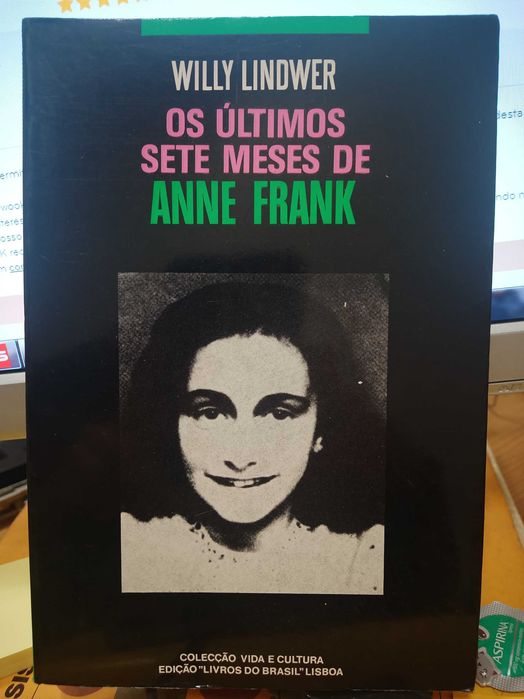 WILLY LINDWER
OS ÚLTIMOS
SETE MESES DE
ANNE FRANK
COLECÇÃO VIDA E CULTURA
EDIÇÃO "LIVROS DO BRASIL" LISBOA
ASPIRINA